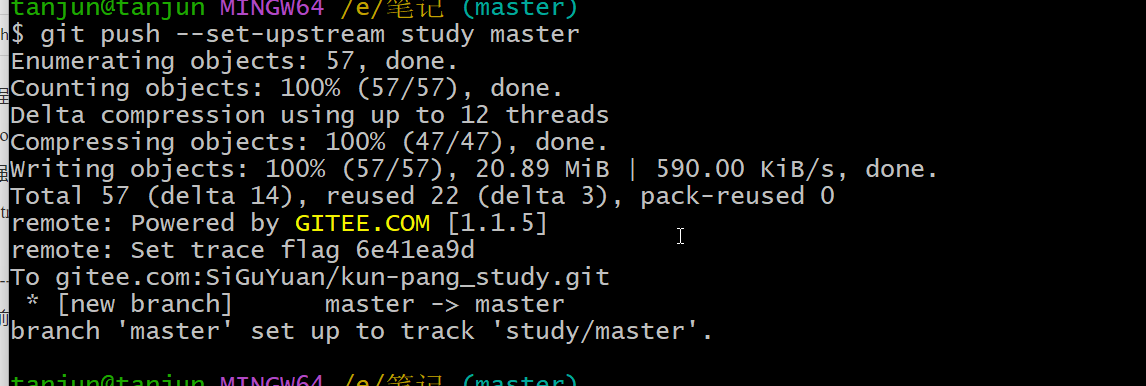 tanjun@tanjun MINGW64 /e/笔记 (master)
$ git push --set-upstream study master
Enumerating objects: 57, done.
Counting objects: 100% (57/57), done.
Delta compression using up to 12 threads
Compressing objects: 100% (47/47), done.
Writing objects: 100% (57/57), 20.89 MiB | 590.00 KiB/s, done.
Total 57 (delta 14), reused 22 (delta 3), pack-reused 0
remote: Powered by GITEE.COM [1.1.5]
remote: Set trace flag 6e41ea9d
To gitee.com:SiGuYuan/kun-pang_study.git
 * [new branch]      master -> master
branch 'master' set up to track 'study/master'.
tanjun@tanjun MINGW64 /e/笔记 (master)